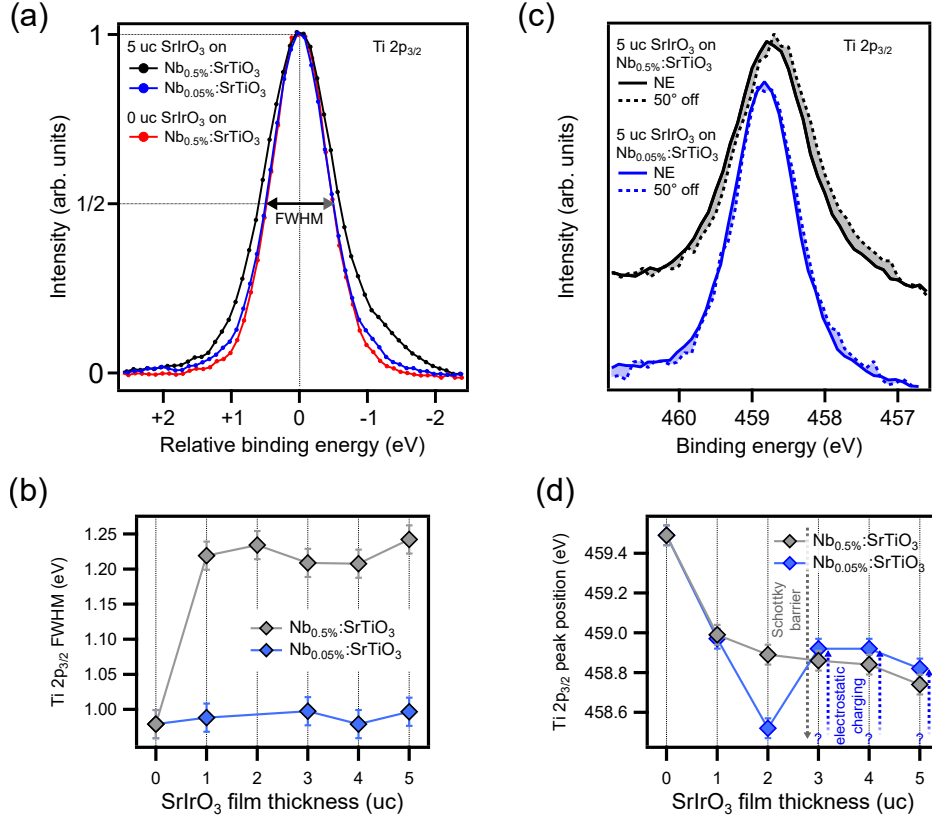 (a)
5 uc SrIrO₃ on
Nb₀.₅%:SrTiO₃
Nb₀.₀₅%:SrTiO₃
0 uc SrIrO₃ on
Nb₀.₅%:SrTiO₃
Ti 2p₃/₂
FWHM
1
1/2
0
Intensity (arb. units)
+2 +1 0 -1 -2
Relative binding energy (eV)
(c)
5 uc SrIrO₃ on
Nb₀.₅%:SrTiO₃
NE
50° off
5 uc SrIrO₃ on
Nb₀.₀₅%:SrTiO₃
NE
50° off
Ti 2p₃/₂
Intensity (arb. units)
460 459 458 457
Binding energy (eV)
(b)
Ti 2p₃/₂ FWHM (eV)
1.25
1.20
1.15
1.10
1.05
1.00
Nb₀.₅%:SrTiO₃
Nb₀.₀₅%:SrTiO₃
0 1 2 3 4 5
SrIrO₃ film thickness (uc)
(d)
Ti 2p₃/₂ peak position (eV)
459.4
459.2
459.0
458.8
458.6
Nb₀.₅%:SrTiO₃
Nb₀.₀₅%:SrTiO₃
Schottky
barrier
electrostatic
charging
? ? ?
0 1 2 3 4 5
SrIrO₃ film thickness (uc)